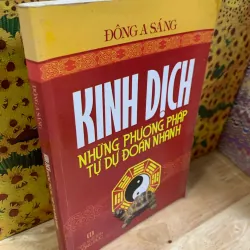 ĐÔNG A SÁNG
KINH DỊCH
NHỮNG PHƯƠNG PHÁP
TỰ DỰ ĐOÁN NHANH